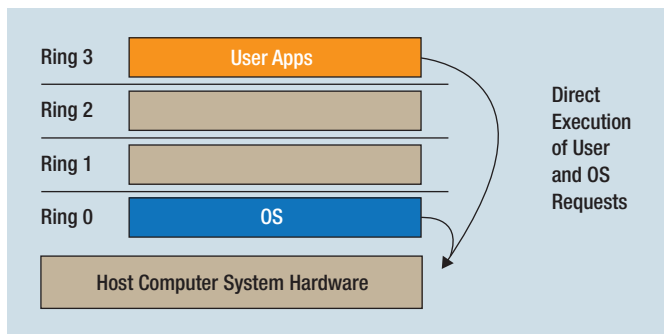 Ring 3
User Apps
Ring 2
Ring 1
Ring 0
OS
Host Computer System Hardware
Direct
Execution
of User
and OS
Requests